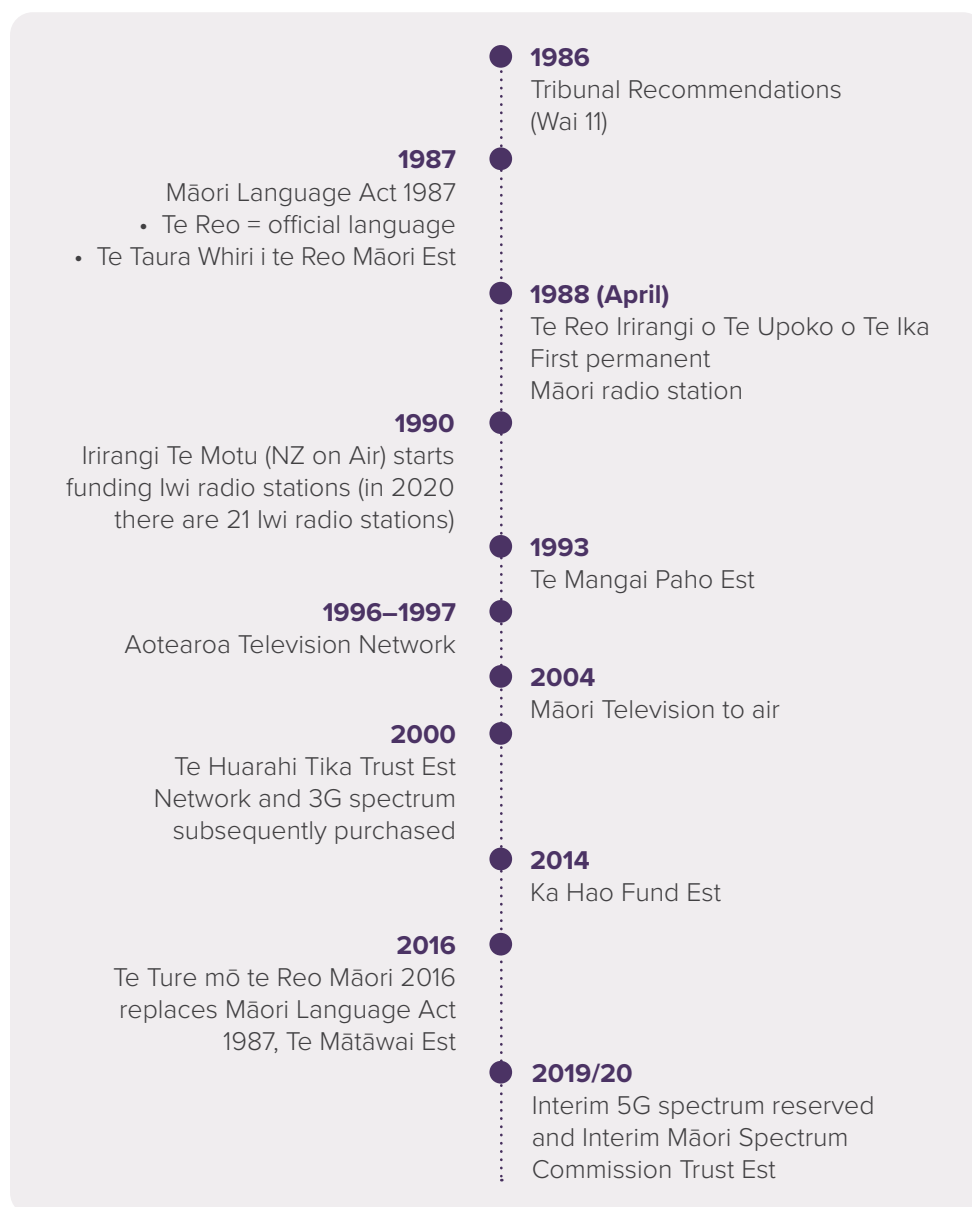 1986
Tribunal Recommendations
(Wai 11)
1987
Māori Language Act 1987
• Te Reo = official language
• Te Taura Whiri i te Reo Māori Est
1988 (April)
Te Reo Irirangi o Te Upoko o Te Ika
First permanent
Māori radio station
1990
Irirangi Te Motu (NZ on Air) starts
funding Iwi radio stations (in 2020
there are 21 Iwi radio stations)
1993
Te Mangai Paho Est
1996–1997
Aotearoa Television Network
2004
Māori Television to air
2000
Te Huarahi Tika Trust Est
Network and 3G spectrum
subsequently purchased
2014
Ka Hao Fund Est
2016
Te Ture mō te Reo Māori 2016
replaces Māori Language Act
1987, Te Mātāwai Est
2019/20
Interim 5G spectrum reserved
and Interim Māori Spectrum
Commission Trust Est